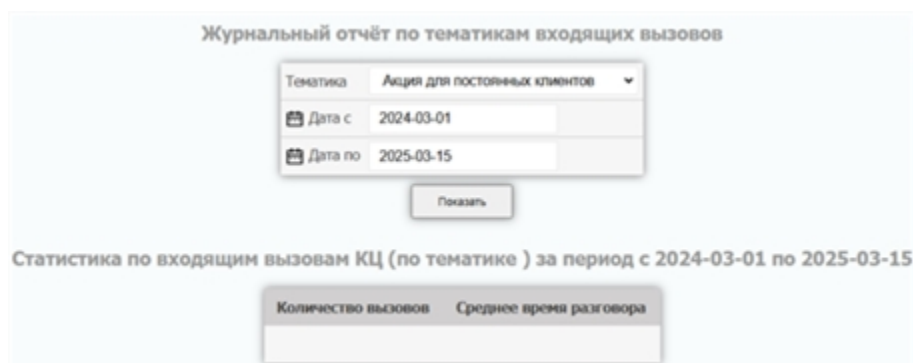 Журнальный отчёт по тематикам входящих вызовов
Тематика Акция для постоянных клиентов
Дата с 2024-03-01
Дата по 2025-03-15
Показать
Статистика по входящим вызовам КЦ (по тематике ) за период с 2024-03-01 по 2025-03-15
Количество вызовов Среднее время разговора